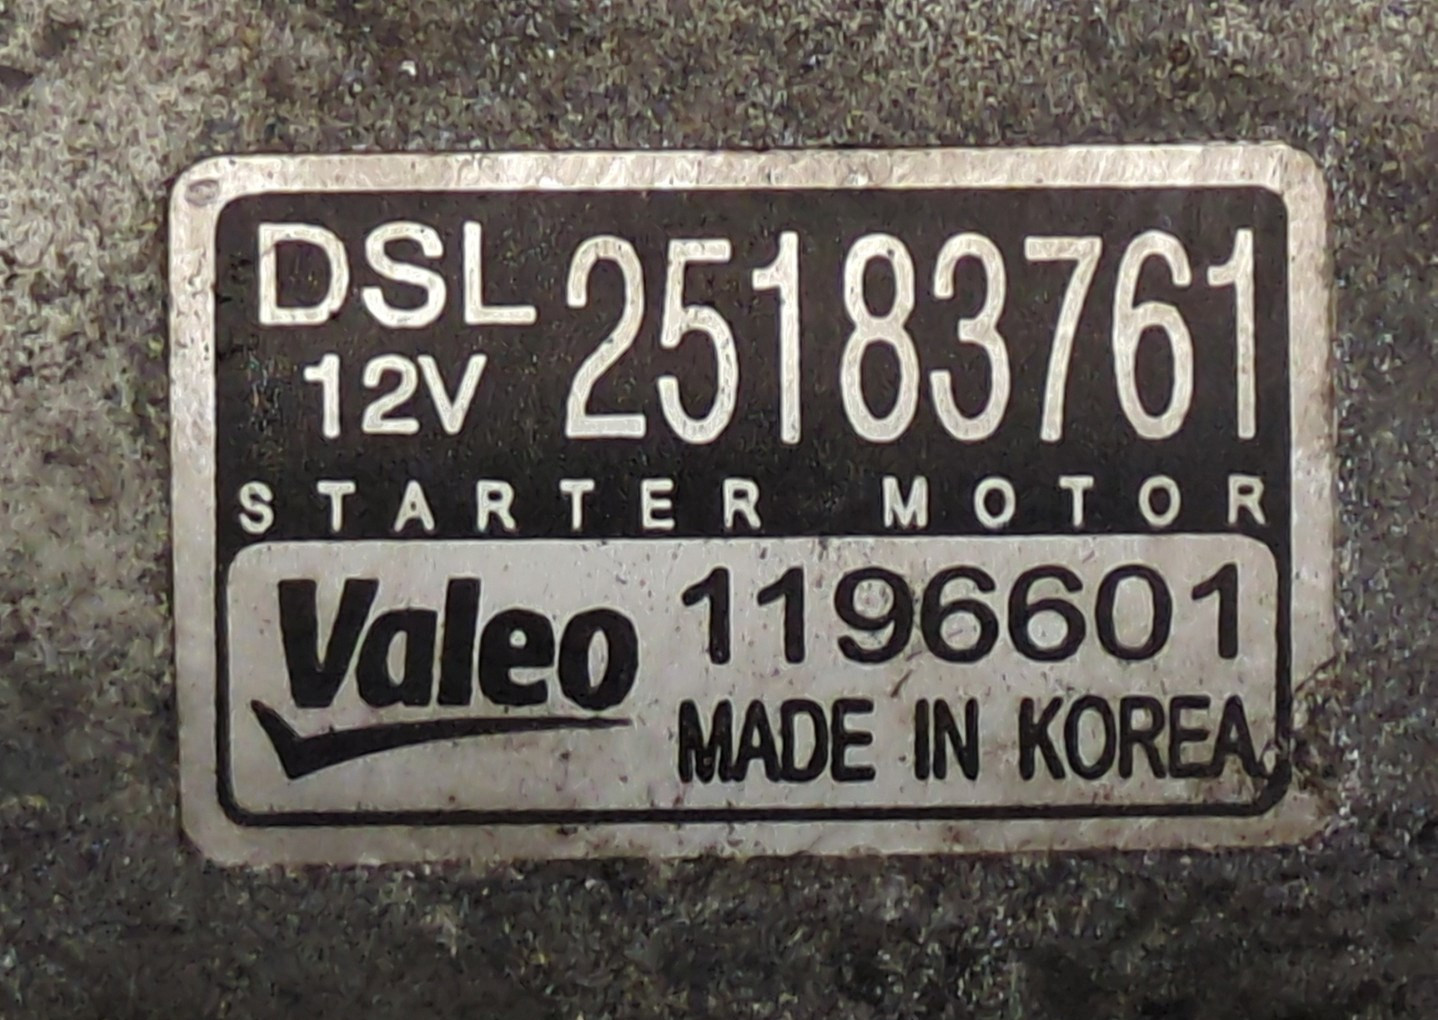 DSL 25183761
12V
STARTER MOTOR
Valeo 1196601
MADE IN KOREA